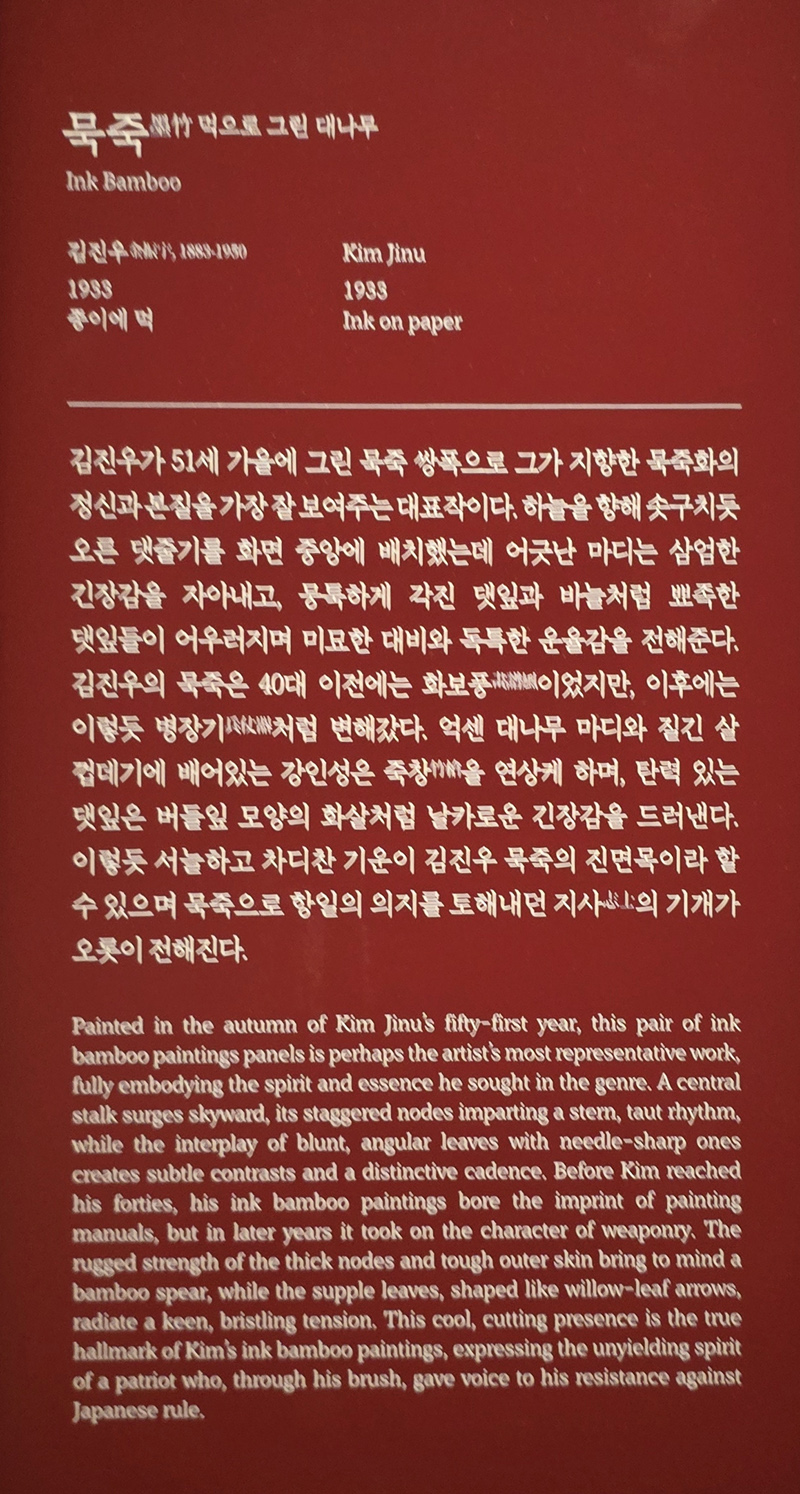 묵죽墨竹 먹으로 그린 대나무
Ink Bamboo
김진우, 1883-1950
Kim Jinu
1933
1933
종이에 먹
Ink on paper
김진우가 51세 가을에 그린 묵죽 쌍폭으로 그가 지향한 묵죽화의
정신과 본질을 가장 잘 보여주는 대표작이다. 하늘을 향해 솟구치듯
오른 댓줄기를 화면 중앙에 배치했는데 어긋난 마디는 삼엄한
긴장감을 자아내고, 뭉툭하게 각진 댓잎과 바늘처럼 뾰족한
댓잎들이 어우러지며 미묘한 대비와 독특한 운율감을 전해준다.
김진우의 묵죽은 40대 이전에는 화보풍이었지만, 이후에는
이렇듯 병장기처럼 변해갔다. 억센 대나무 마디와 질긴 살
껍데기에 배어있는 강인성은 죽창竹槍을 연상케 하며, 탄력 있는
댓잎은 버들잎 모양의 화살처럼 날카로운 긴장감을 드러낸다.
이렇듯 서늘하고 차디찬 기운이 김진우 묵죽의 진면목이라 할
수 있으며 묵죽으로 항일의 의지를 토해내던 지사志士의 기개가
오롯이 전해진다.
Painted in the autumn of Kim Jinu's fifty-first year, this pair of ink
bamboo paintings panels is perhaps the artist's most representative work,
fully embodying the spirit and essence he sought in the genre. A central
stalk surges skyward, its staggered nodes imparting a stern, taut rhythm,
while the interplay of blunt, angular leaves with needle-sharp ones
creates subtle contrasts and a distinctive cadence. Before Kim reached
his forties, his ink bamboo paintings bore the imprint of painting
manuals, but in later years it took on the character of weaponry. The
rugged strength of the thick nodes and tough outer skin bring to mind a
bamboo spear, while the supple leaves, shaped like willow-leaf arrows,
radiate a keen, bristling tension. This cool, cutting presence is the true
hallmark of Kim's ink bamboo paintings, expressing the unyielding spirit
of a patriot who, through his brush, gave voice to his resistance against
Japanese rule.